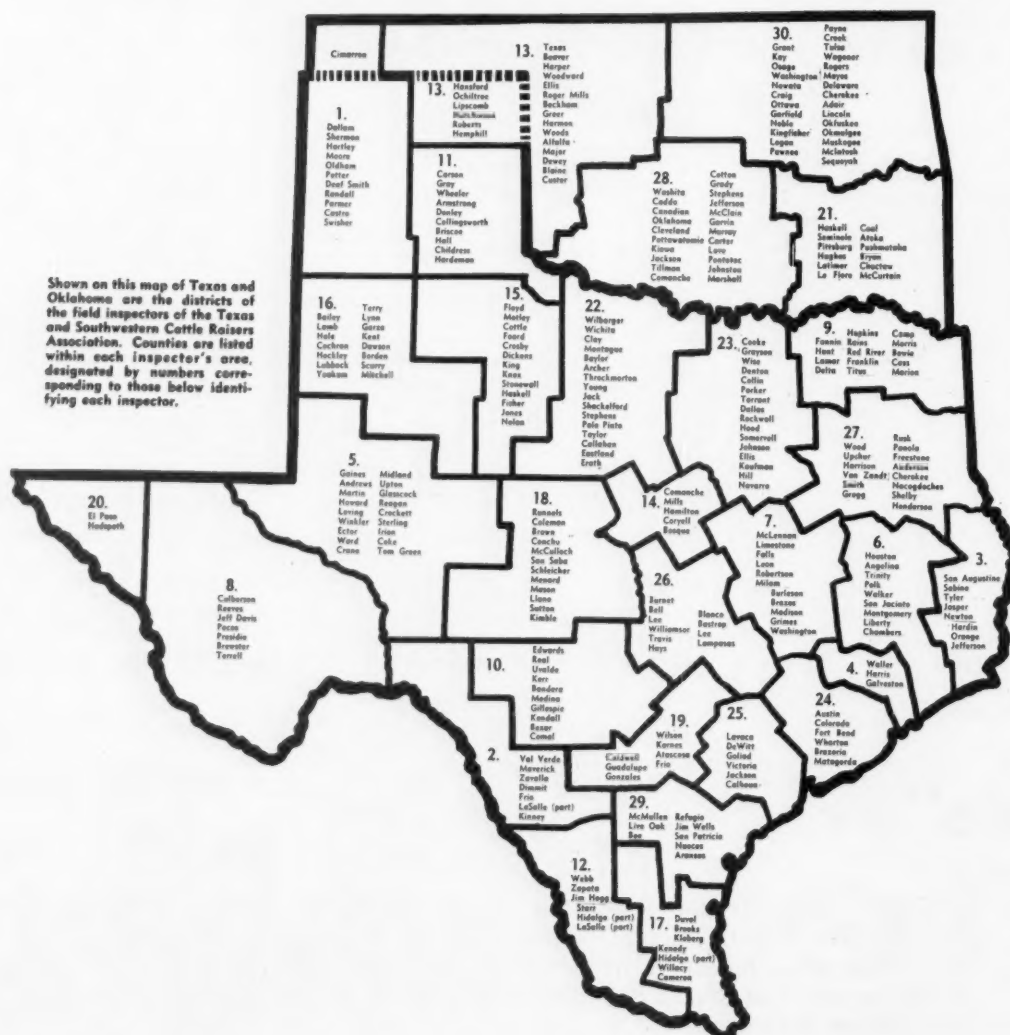 Shown on this map of Texas and
Oklahoma are the districts of
the field inspectors of the Texas
and Southwestern Cattle Raisers
Association. Counties are listed
within each inspector's area,
designated by numbers corre-
sponding to those below identi-
fying each inspector.
Cimarron
13.
Texas
Beaver
Harper
Woodward
Ellis
Roger Mills
Beckham
Greer
Harmon
Woods
Alfalfa
Major
Dewey
Blaine
Custer
30.
Grant
Kay
Osage
Washington
Nowata
Craig
Ottawa
Garfield
Noble
Kingfisher
Logan
Pawnee
Payne
Creek
Tulsa
Wagoner
Rogers
Mayes
Delaware
Cherokee
Adair
Lincoln
Okfuskee
Okmulgee
Muskogee
McIntosh
Sequoyah
1.
Dallam
Sherman
Hartley
Moore
Oldham
Potter
Deaf Smith
Randall
Parmer
Castro
Swisher
13.
Hansford
Ochiltree
Lipscomb
Roberts
Hemphill
11.
Carson
Gray
Wheeler
Armstrong
Donley
Collingsworth
Briscoe
Hall
Childress
Hardeman
28.
Washita
Caddo
Canadian
Oklahoma
Cleveland
Pottawatomie
Kiowa
Jackson
Tillman
Comanche
Cotton
Grady
Stephens
Jefferson
McClain
Garvin
Murray
Carter
Love
Pontotoc
Johnston
Marshall
21.
Haskell
Seminole
Pittsburg
Hughes
Latimer
Le Flore
Coal
Atoka
Pushmataha
Bryan
Choctaw
McCurtain
16.
Bailey
Lamb
Hale
Cochran
Hockley
Lubbock
Yoakum
Terry
Lynn
Garza
Kent
Dawson
Borden
Scurry
Mitchell
15.
Floyd
Motley
Cottle
Foard
Crosby
Dickens
King
Knox
Stonewall
Haskell
Fisher
Jones
Nolan
22.
Wilbarger
Wichita
Clay
Montague
Baylor
Archer
Throckmorton
Young
Jack
Shackelford
Stephens
Palo Pinto
Taylor
Callahan
Eastland
Erath
23.
Cooke
Grayson
Wise
Denton
Collin
Parker
Tarrant
Dallas
Rockwall
Hood
Somervell
Johnson
Ellis
Kaufman
Hill
Navarro
9.
Fannin
Hunt
Lamar
Delta
Hopkins
Rains
Red River
Franklin
Titus
Camp
Morris
Bowie
Cass
Marion
27.
Wood
Upshur
Harrison
Van Zandt
Smith
Gregg
Rusk
Panola
Freestone
Anderson
Cherokee
Nacogdoches
Shelby
Henderson
5.
Gaines
Andrews
Martin
Howard
Loving
Winkler
Ector
Ward
Crane
Midland
Upton
Glasscock
Reagan
Crockett
Sterling
Irion
Coke
Tom Green
20.
El Paso
Hudspeth
8.
Culberson
Reeves
Jeff Davis
Pecos
Presidio
Brewster
Terrell
18.
Runnels
Coleman
Brown
Concho
McCulloch
San Saba
Schleicher
Menard
Mason
Llano
Sutton
Kimble
14.
Comanche
Mills
Hamilton
Coryell
Bosque
7.
McLennan
Limestone
Falls
Leon
Robertson
Milam
Burleson
Brazos
Madison
Grimes
Washington
6.
Houston
Angelina
Trinity
Polk
Walker
San Jacinto
Montgomery
Liberty
Chambers
3.
San Augustine
Sabine
Tyler
Jasper
Newton
Hardin
Orange
Jefferson
26.
Burnet
Bell
Lee
Williamson
Travis
Hays
Blanco
Bastrop
Lee
Lampasas
10.
Edwards
Real
Uvalde
Kerr
Bandera
Medina
Gillespie
Kendall
Bexar
Comal
4.
Waller
Harris
Galveston
24.
Austin
Colorado
Fort Bend
Wharton
Brazoria
Matagorda
19.
Wilson
Karnes
Atascosa
Frio
Caldwell
Guadalupe
Gonzales
25.
Lavaca
DeWitt
Goliad
Victoria
Jackson
Calhoun
2.
Val Verde
Maverick
Zavalla
Dimmit
Frio
LaSalle (part)
Kinney
29.
McMullen
Live Oak
Bee
Refugio
Jim Wells
San Patricio
Nueces
Aransas
12.
Webb
Zapata
Jim Hogg
Starr
Hidalgo (part)
LaSalle (part)
17.
Duval
Brooks
Kleberg
Kenedy
Hidalgo (part)
Willacy
Cameron